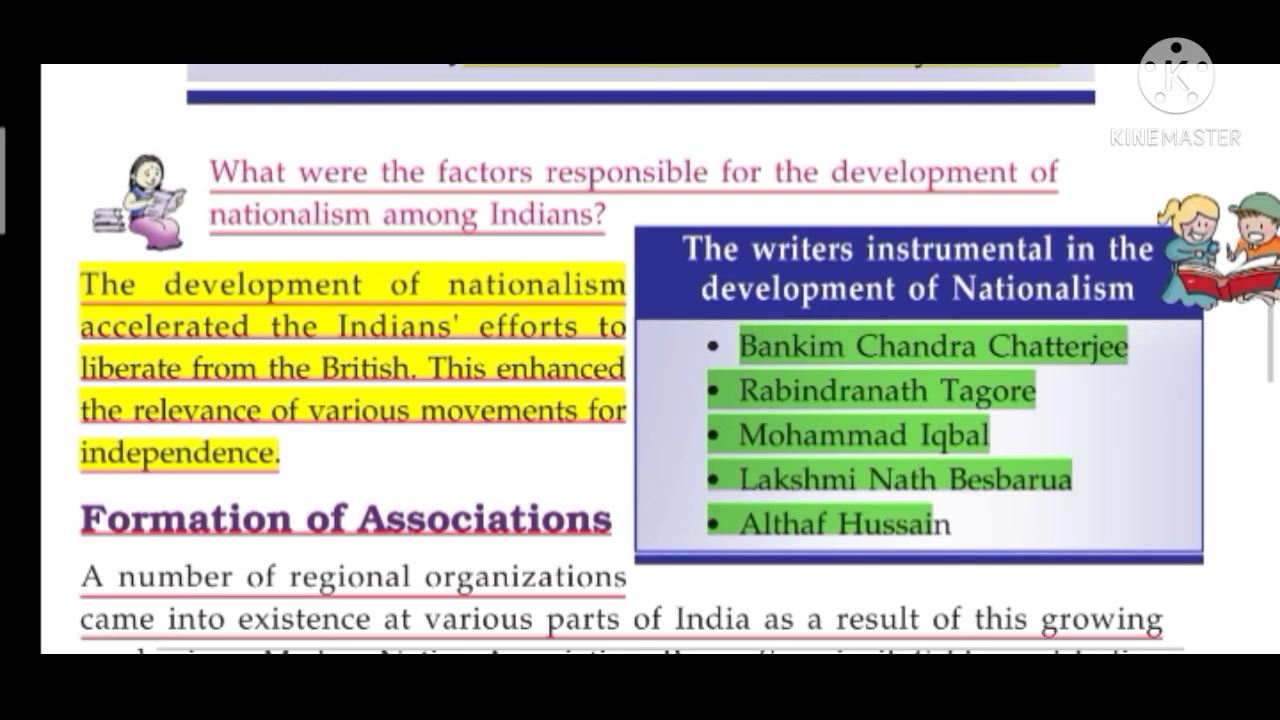 KINEMASTER
What were the factors responsible for the development of
nationalism among Indians?
The development of nationalism
accelerated the Indians' efforts to
liberate from the British. This enhanced
the relevance of various movements for
independence.
The writers instrumental in the
development of Nationalism
• Bankim Chandra Chatterjee
• Rabindranath Tagore
• Mohammad Iqbal
• Lakshmi Nath Besbarua
• Althaf Hussain
Formation of Associations
A number of regional organizations
came into existence at various parts of India as a result of this growing